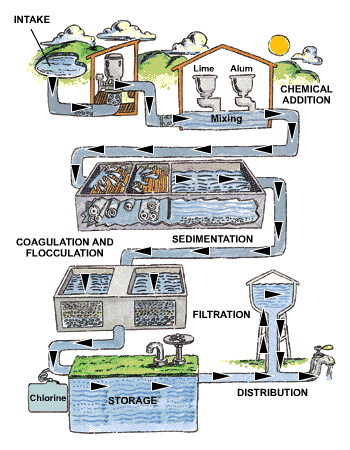 INTAKE
Lime
Alum
CHEMICAL
ADDITION
Mixing
SEDIMENTATION
COAGULATION AND
FLOCCULATION
FILTRATION
Chlorine
STORAGE
DISTRIBUTION